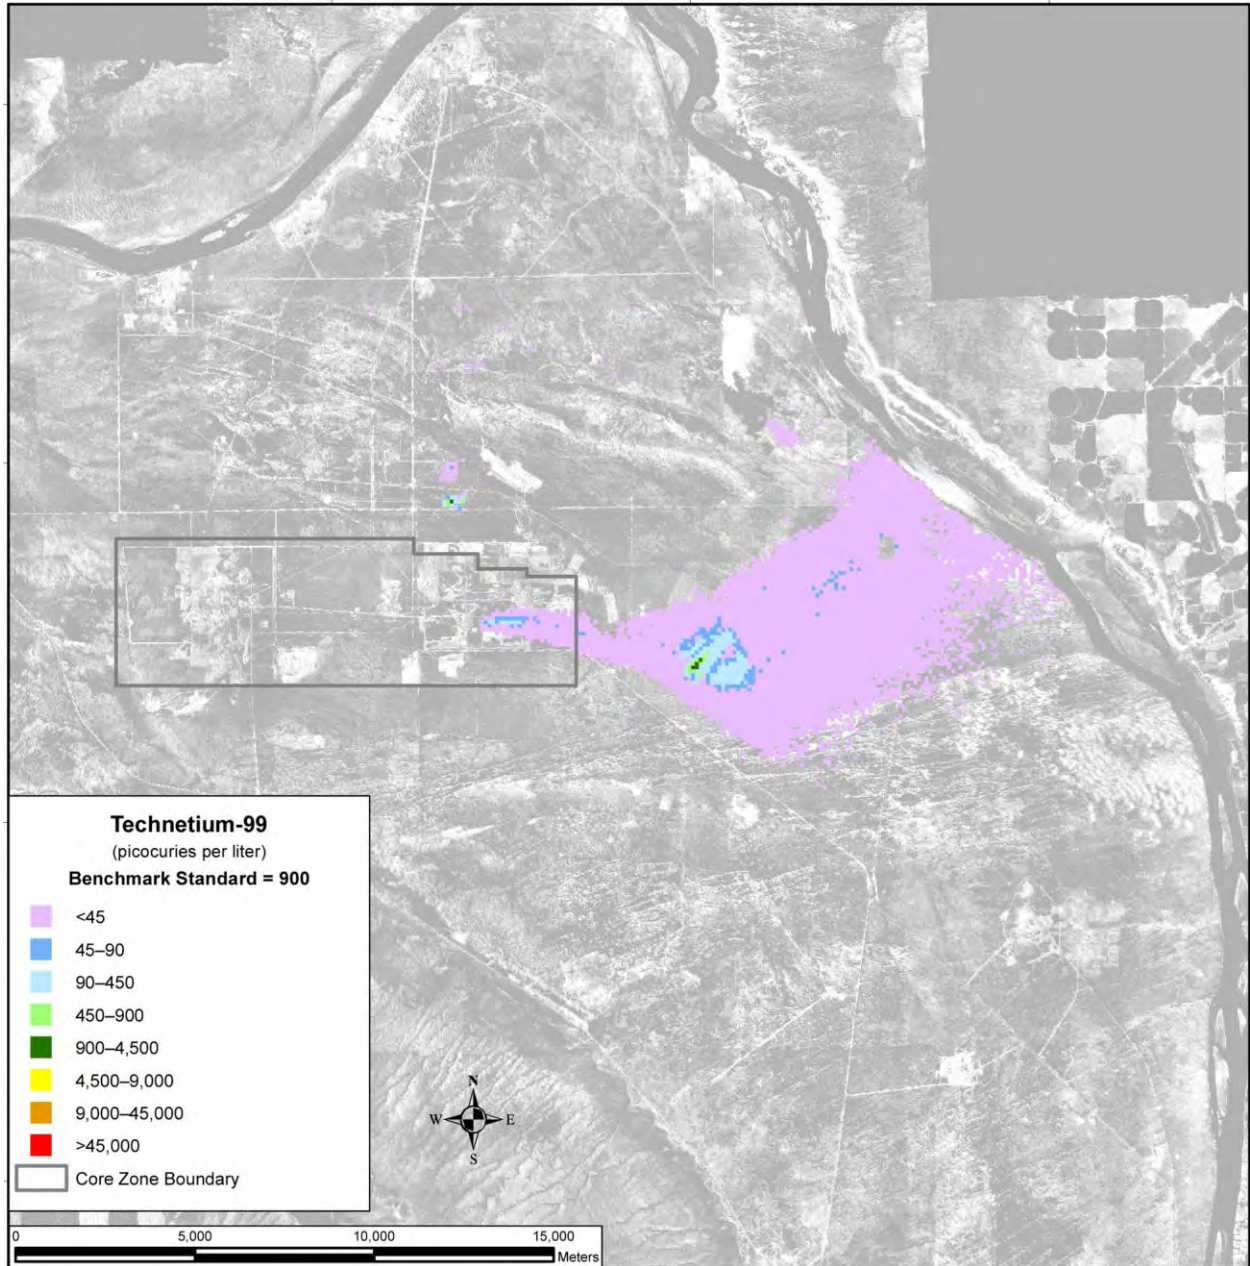 Technetium-99
(picocuries per liter)
Benchmark Standard = 900
<45
45–90
90–450
450–900
900–4,500
4,500–9,000
9,000–45,000
>45,000
Core Zone Boundary
N
W E
S
0 5,000 10,000 15,000
Meters